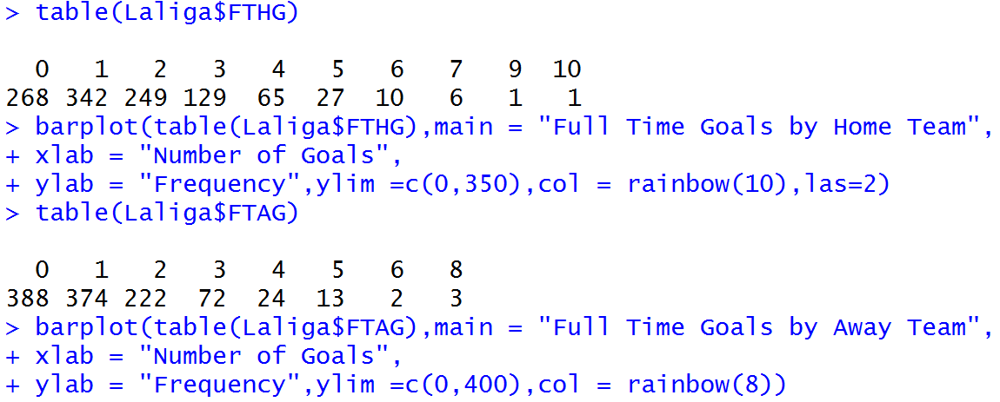 > table(Laliga$FTHG)
0 1 2 3 4 5 6 7 9 10
268 342 249 129 65 27 10 6 1 1
> barplot(table(Laliga$FTHG),main = "Full Time Goals by Home Team",
+ xlab = "Number of Goals",
+ ylab = "Frequency",ylim =c(0,350),col = rainbow(10),las=2)
> table(Laliga$FTAG)
0 1 2 3 4 5 6 8
388 374 222 72 24 13 2 3
> barplot(table(Laliga$FTAG),main = "Full Time Goals by Away Team",
+ xlab = "Number of Goals",
+ ylab = "Frequency",ylim =c(0,400),col = rainbow(8))